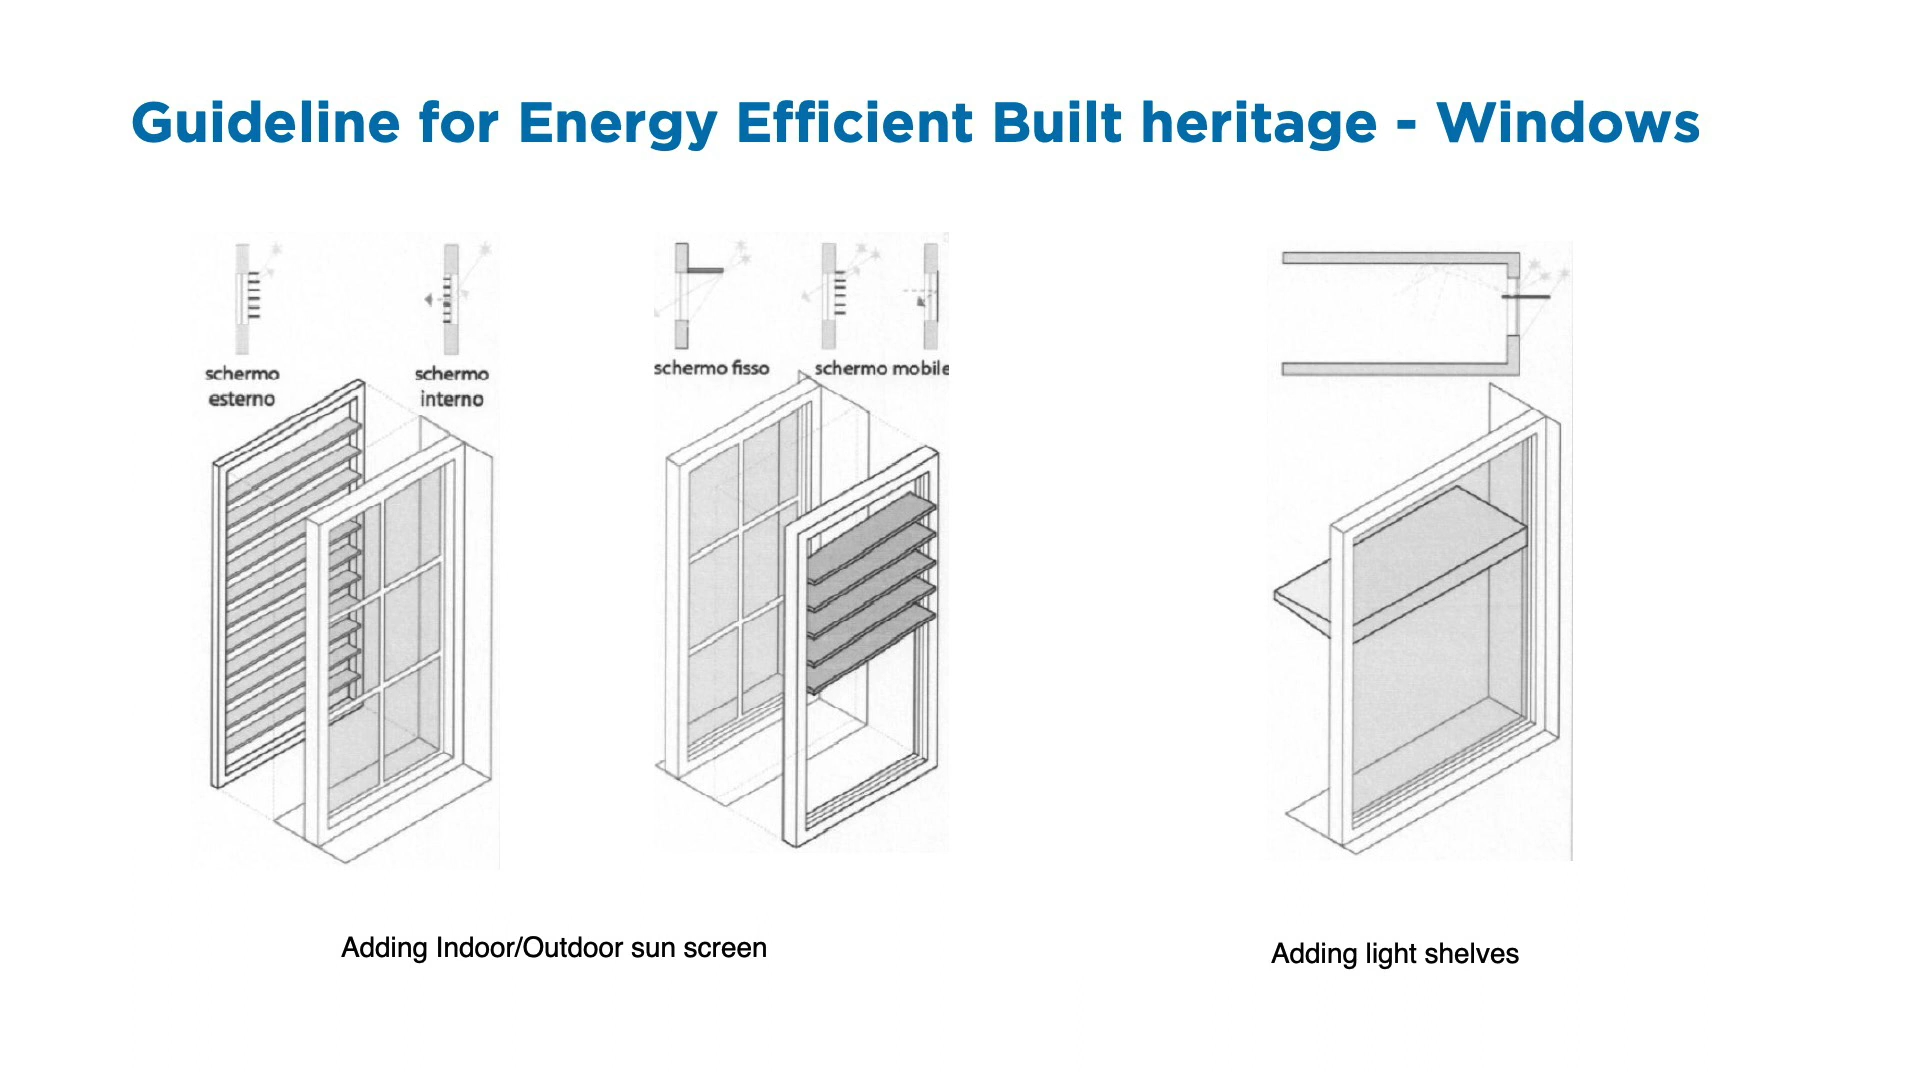 Guideline for Energy Efficient Built heritage - Windows
schermo
esterno
schermo
interno
schermo fisso
schermo mobile
Adding Indoor/Outdoor sun screen
Adding light shelves